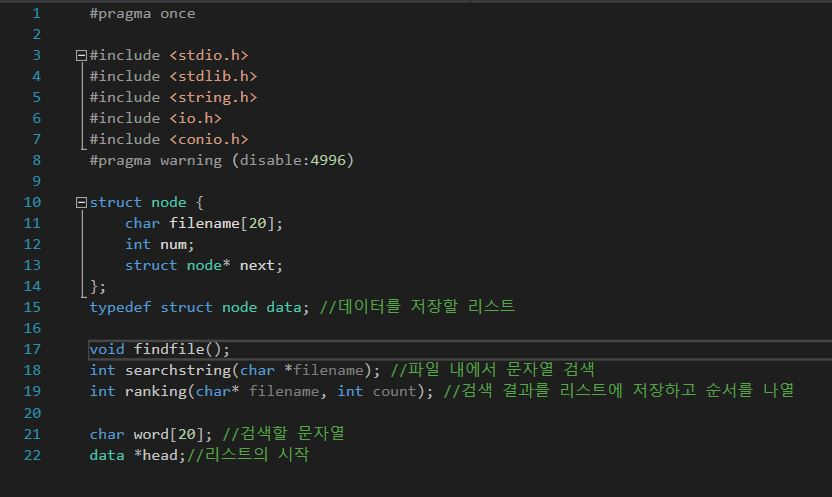 1 #pragma once
2
3 #include <stdio.h>
4 #include <stdlib.h>
5 #include <string.h>
6 #include <io.h>
7 #include <conio.h>
8 #pragma warning (disable:4996)
9
10 struct node {
11 char filename[20];
12 int num;
13 struct node* next;
14 };
15 typedef struct node data; //데이터를 저장할 리스트
16
17 void findfile();
18 int searchstring(char *filename); //파일 내에서 문자열 검색
19 int ranking(char* filename, int count); //검색 결과를 리스트에 저장하고 순서를 나열
20
21 char word[20]; //검색할 문자열
22 data *head;//리스트의 시작